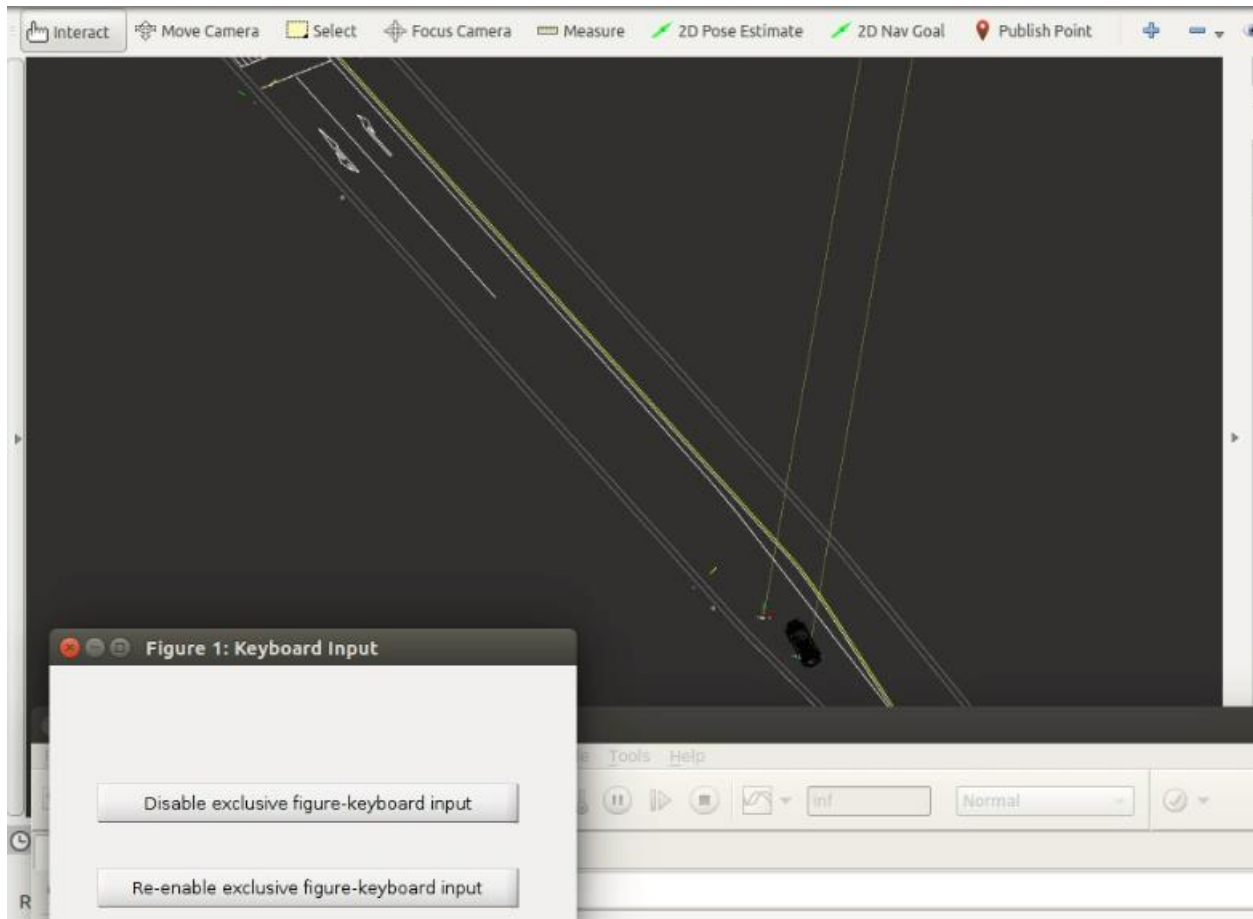 Interact Move Camera Select Focus Camera Measure 2D Pose Estimate 2D Nav Goal Publish Point
Figure 1: Keyboard Input
Tools Help
Disable exclusive figure-keyboard input
inf Normal
Re-enable exclusive figure-keyboard input
R